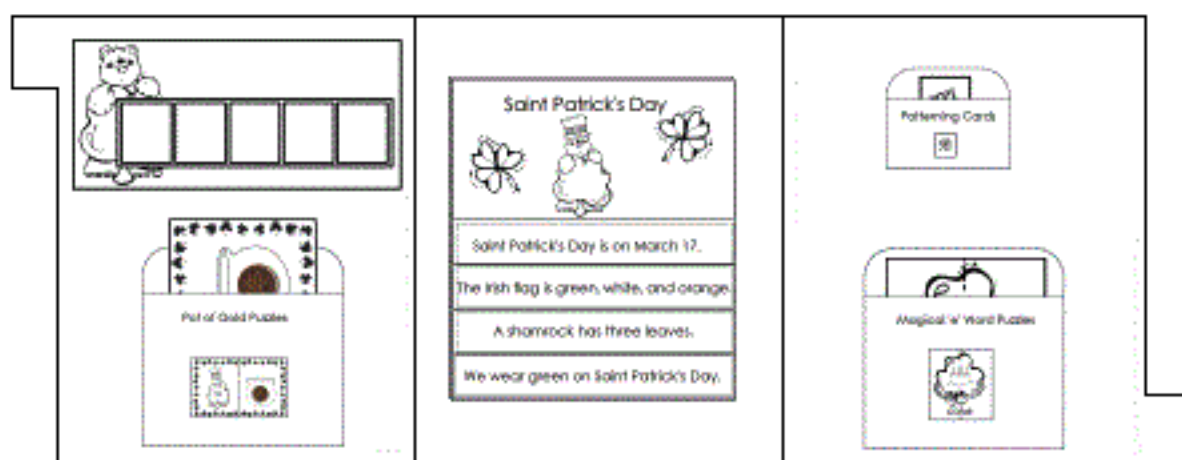 Saint Patrick's Day
Saint Patrick's Day is on March 17.
The Irish flag is green, white, and orange.
A shamrock has three leaves.
We wear green on Saint Patrick's Day.
Pot of Gold Puzzles
Patterning Cards
Magical 'e' Word Puzzles